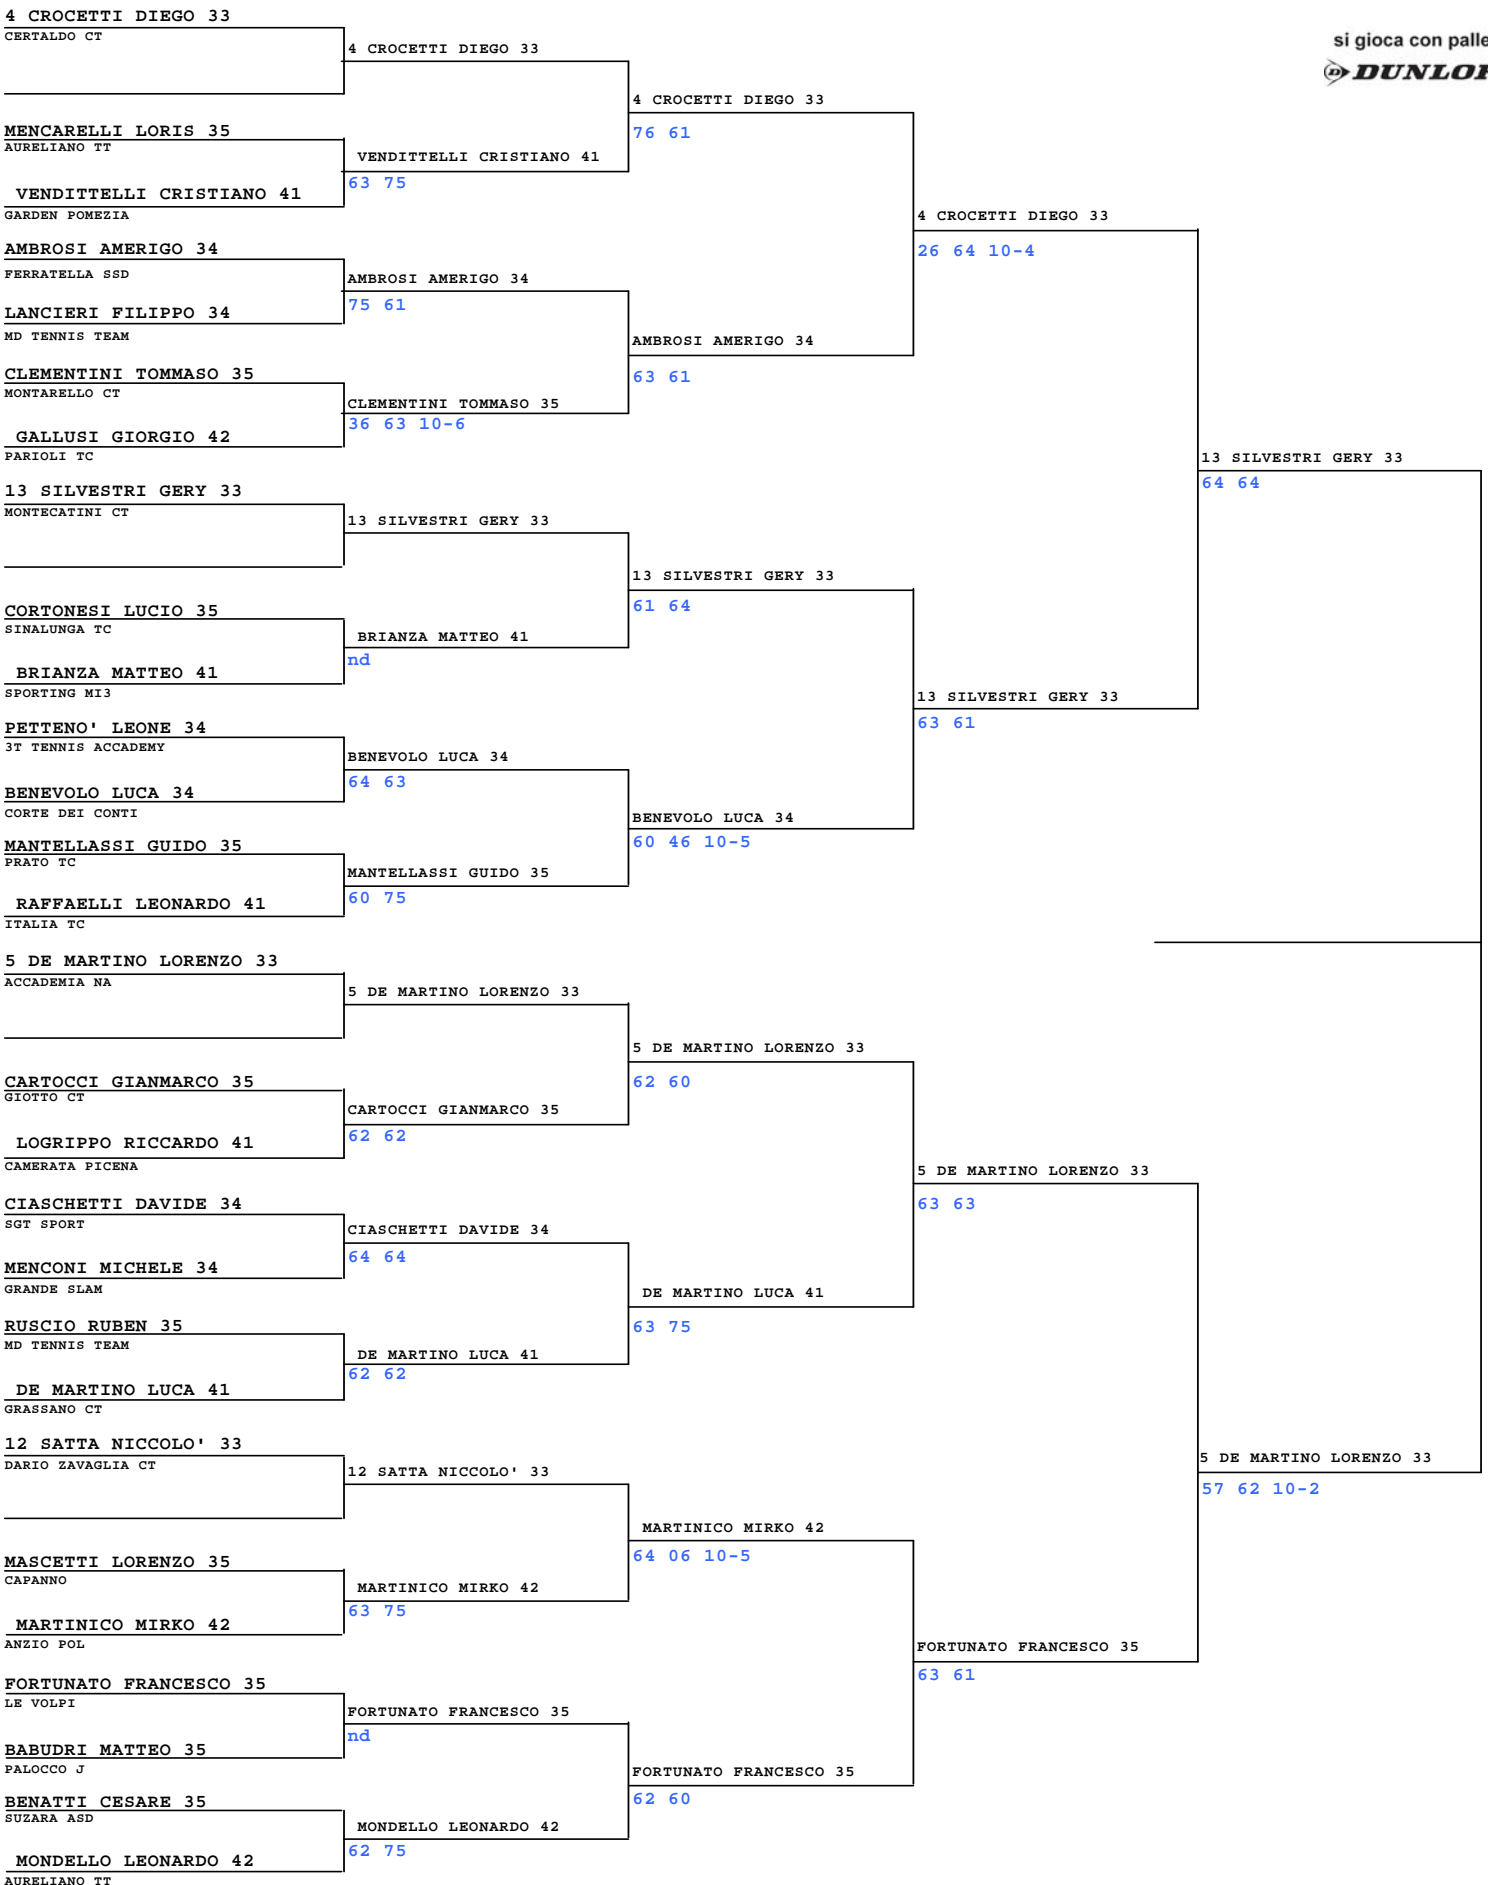 4 CROCETTI DIEGO 33
CERTALDO CT
MENCARELLI LORIS 35
AURELIANO TT
VENDITTELLI CRISTIANO 41
GARDEN POMEZIA
AMBROSI AMERIGO 34
FERRATELLA SSD
LANCIERI FILIPPO 34
MD TENNIS TEAM
CLEMENTINI TOMMASO 35
MONTARELLO CT
GALLUSI GIORGIO 42
PARIOLI TC
13 SILVESTRI GERY 33
MONTECATINI CT
CORTONESI LUCIO 35
SINALUNGA TC
BRIANZA MATTEO 41
SPORTING MI3
PETTENO' LEONE 34
3T TENNIS ACCADEMY
BENEVOLO LUCA 34
CORTE DEI CONTI
MANTELLASSI GUIDO 35
PRATO TC
RAFFAELLI LEONARDO 41
ITALIA TC
5 DE MARTINO LORENZO 33
ACCADEMIA NA
CARTOCCI GIANMARCO 35
GIOTTO CT
LOGRIPPO RICCARDO 41
CAMERATA PICENA
CIASCHETTI DAVIDE 34
SGT SPORT
MENCONI MICHELE 34
GRANDE SLAM
RUSCIO RUBEN 35
MD TENNIS TEAM
DE MARTINO LUCA 41
GRASSANO CT
12 SATTA NICCOLO' 33
DARIO ZAVAGLIA CT
MASCETTI LORENZO 35
CAPANNO
MARTINICO MIRKO 42
ANZIO POL
FORTUNATO FRANCESCO 35
LE VOLPI
BABUDRI MATTEO 35
PALOCCO J
BENATTI CESARE 35
SUZARA ASD
MONDELLO LEONARDO 42
AURELIANO TT
4 CROCETTI DIEGO 33
VENDITTELLI CRISTIANO 41
63 75
AMBROSI AMERIGO 34
75 61
CLEMENTINI TOMMASO 35
36 63 10-6
13 SILVESTRI GERY 33
BRIANZA MATTEO 41
nd
BENEVOLO LUCA 34
64 63
MANTELLASSI GUIDO 35
60 75
5 DE MARTINO LORENZO 33
CARTOCCI GIANMARCO 35
62 62
CIASCHETTI DAVIDE 34
64 64
DE MARTINO LUCA 41
62 62
12 SATTA NICCOLO' 33
MARTINICO MIRKO 42
63 75
FORTUNATO FRANCESCO 35
nd
MONDELLO LEONARDO 42
62 75
4 CROCETTI DIEGO 33
76 61
AMBROSI AMERIGO 34
63 61
13 SILVESTRI GERY 33
61 64
BENEVOLO LUCA 34
60 46 10-5
5 DE MARTINO LORENZO 33
62 60
DE MARTINO LUCA 41
63 75
MARTINICO MIRKO 42
64 06 10-5
FORTUNATO FRANCESCO 35
62 60
4 CROCETTI DIEGO 33
26 64 10-4
13 SILVESTRI GERY 33
63 61
5 DE MARTINO LORENZO 33
63 63
FORTUNATO FRANCESCO 35
63 61
si gioca con palle
DUNLOP
13 SILVESTRI GERY 33
64 64
5 DE MARTINO LORENZO 33
57 62 10-2